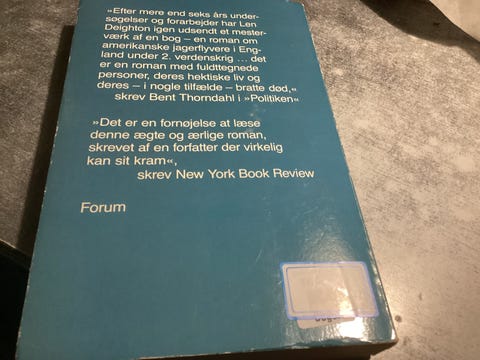 »Efter mere end seks års under-
søgelser og forarbejder har Len
Deighton igen udsendt et mester-
værk af en bog – en roman om
amerikanske jagerflyvere i Eng-
land under 2. verdenskrig ... det
er en roman med fuldttegnede
personer, deres hektiske liv og
deres – i nogle tilfælde – bratte død,«
skrev Bent Thorndahl i »Politiken«
»Det er en fornøjelse at læse
denne ægte og ærlige roman,
skrevet af en forfatter der virkelig
kan sit kram«,
skrev New York Book Review
Forum